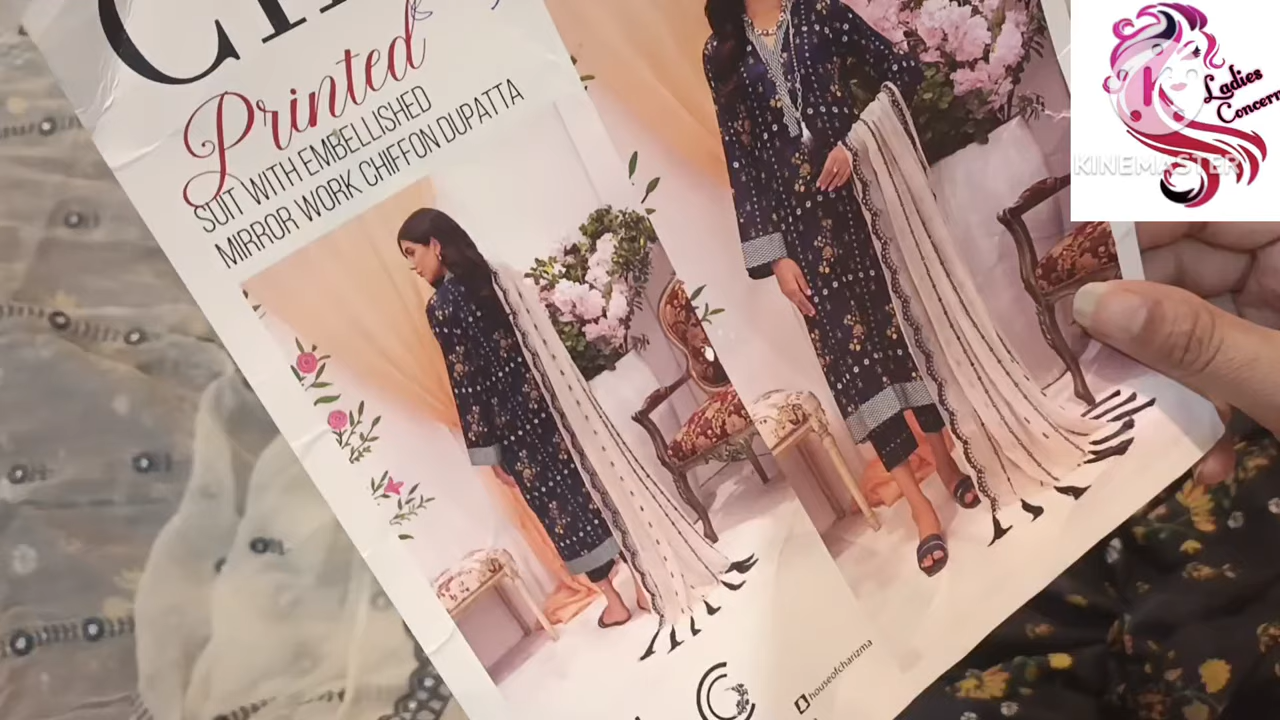 Printed
SUIT WITH EMBELLISHED
MIRROR WORK CHIFFON DUPATTA
houseofcharizma
Ladies
Concern
KINEMASTER